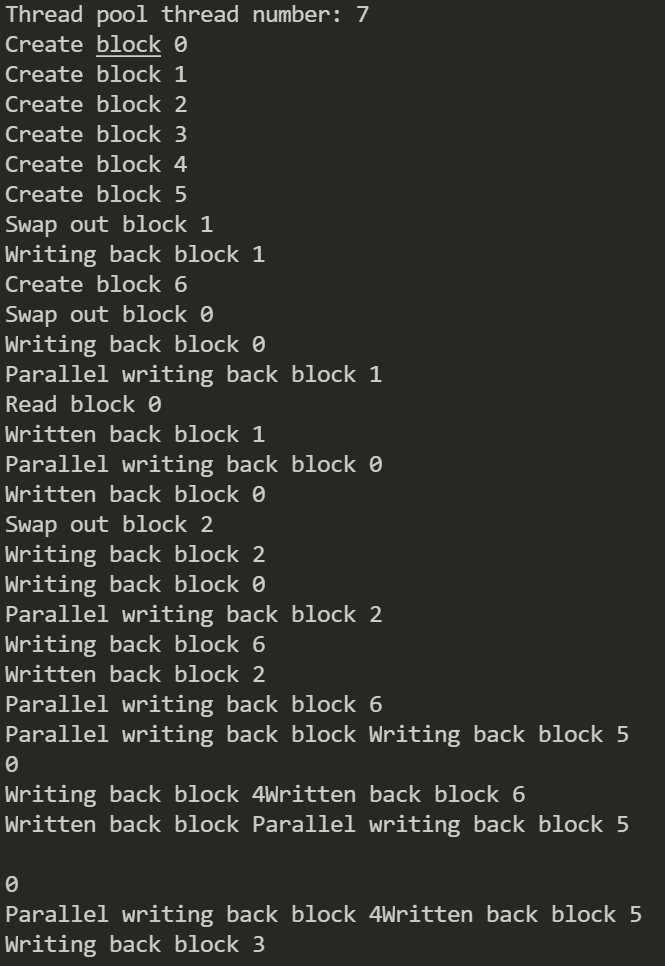 Thread pool thread number: 7
Create block 0
Create block 1
Create block 2
Create block 3
Create block 4
Create block 5
Swap out block 1
Writing back block 1
Create block 6
Swap out block 0
Writing back block 0
Parallel writing back block 1
Read block 0
Written back block 1
Parallel writing back block 0
Written back block 0
Swap out block 2
Writing back block 2
Writing back block 0
Parallel writing back block 2
Writing back block 6
Written back block 2
Parallel writing back block 6
Parallel writing back block Writing back block 5
0
Writing back block 4Written back block 6
Written back block Parallel writing back block 5

0
Parallel writing back block 4Written back block 5
Writing back block 3